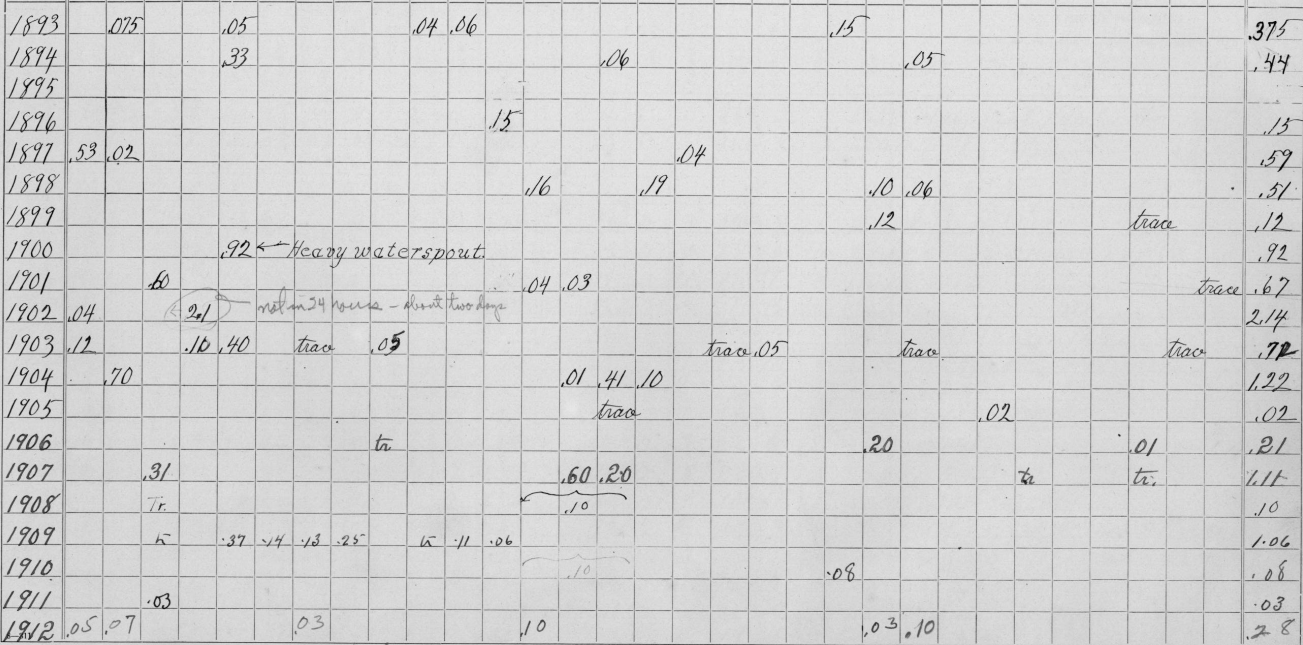 1893 .075 .05 .04 .06 .15 .375
1894 .33 .06 .05 .44
1895
1896 .15 .15
1897 .53 .02 .04 .59
1898 .16 .19 .10 .06 .51
1899 .12 trace .12
1900 .92 ← Heavy waterspout. .92
1901 .60 .04 .03 trace .67
1902 .04 2.1 ← not in 24 hours - about two days 2.14
1903 .12 .10 .40 trace .05 trace .05 trace trace .72
1904 .70 .01 .41 .10 1.22
1905 trace .02 .02
1906 tr .20 .01 .21
1907 .31 .60 .20 tr tr. 1.11
1908 Tr. .10 .10
1909 tr .37 .14 .13 .25 tr .11 .06 1.06
1910 .10 .08 .08
1911 .03 .03
1912 .05 .07 .03 .10 .03 .10 .28